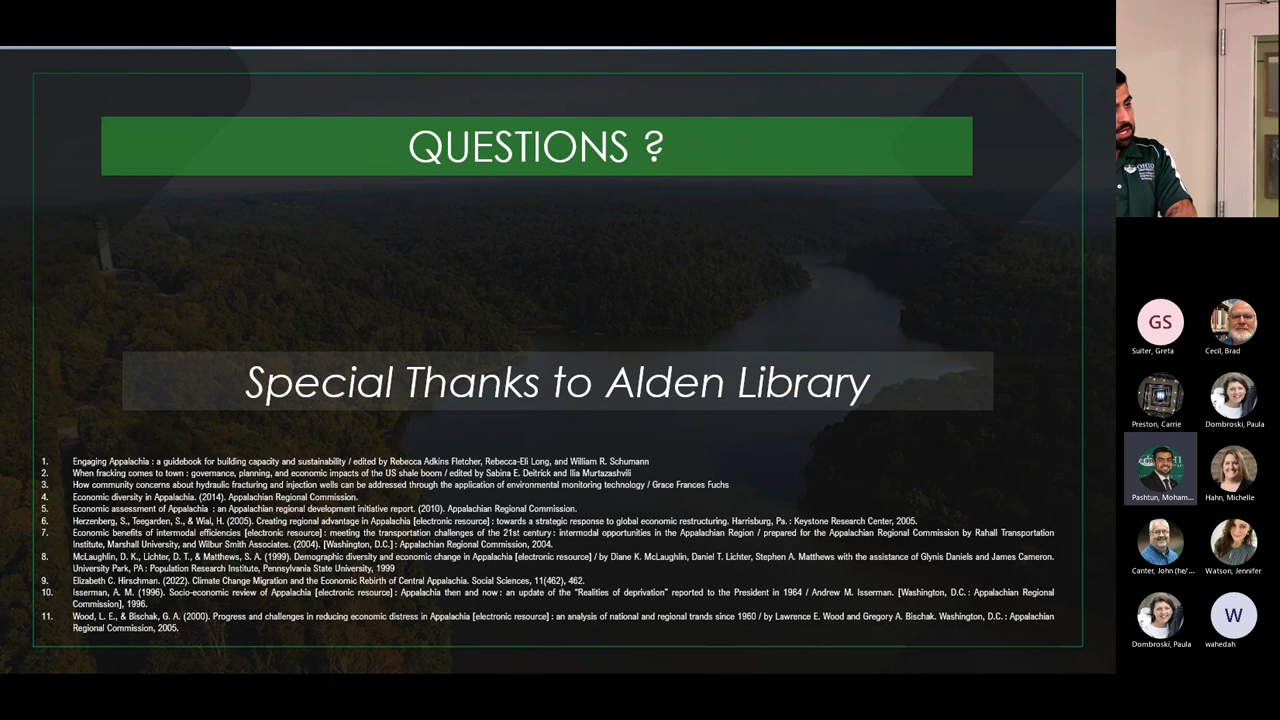 QUESTIONS ?
Special Thanks to Alden Library
1. Engaging Appalachia : a guidebook for building capacity and sustainability / edited by Rebecca Adkins Fletcher, Rebecca-Eli Long, and William R. Schumann
2. When fracking comes to town : governance, planning, and economic impacts of the US shale boom / edited by Sabina E. Deitrick and Ilia Murtazashvili
3. How community concerns about hydraulic fracturing and injection wells can be addressed through the application of environmental monitoring technology / Grace Frances Fuchs
4. Economic diversity in Appalachia. (2014). Appalachian Regional Commission.
5. Economic assessment of Appalachia : an Appalachian regional development initiative report. (2010). Appalachian Regional Commission.
6. Herzenberg, S., Teegarden, S., & Wial, H. (2005). Creating regional advantage in Appalachia [electronic resource] : towards a strategic response to global economic restructuring. Harrisburg, Pa. : Keystone Research Center, 2005.
7. Economic benefits of intermodal efficiencies [electronic resource] : meeting the transportation challenges of the 21st century : intermodal opportunities in the Appalachian Region / prepared for the Appalachian Regional Commission by Rahall Transportation
Institute, Marshall University, and Wilbur Smith Associates. (2004). [Washington, D.C.] : Appalachian Regional Commission, 2004.
8. McLaughlin, D. K., Lichter, D. T., & Matthews, S. A. (1999). Demographic diversity and economic change in Appalachia [electronic resource] / by Diane K. McLaughlin, Daniel T. Lichter, Stephen A. Matthews with the assistance of Glynis Daniels and James Cameron.
University Park, PA : Population Research Institute, Pennsylvania State University, 1999
9. Elizabeth C. Hirschman. (2022). Climate Change Migration and the Economic Rebirth of Central Appalachia. Social Sciences, 11(462), 462.
10. Isserman, A. M. (1996). Socio-economic review of Appalachia [electronic resource] : Appalachia then and now : an update of the “Realities of deprivation” reported to the President in 1964 / Andrew M. Isserman. [Washington, D.C. : Appalachian Regional
Commission], 1996.
11. Wood, L. E., & Bischak, G. A. (2000). Progress and challenges in reducing economic distress in Appalachia [electronic resource] : an analysis of national and regional trands since 1960 / by Lawrence E. Wood and Gregory A. Bischak. Washington, D.C. : Appalachian
Regional Commission, 2005.
OHIO
GS
Suiter, Greta
Cecil, Brad
Preston, Carrie
Dombroski, Paula
Pashtun, Moham...
Hahn, Michelle
Canter, John (he/...
Watson, Jennifer
Dombroski, Paula
W
wahedah